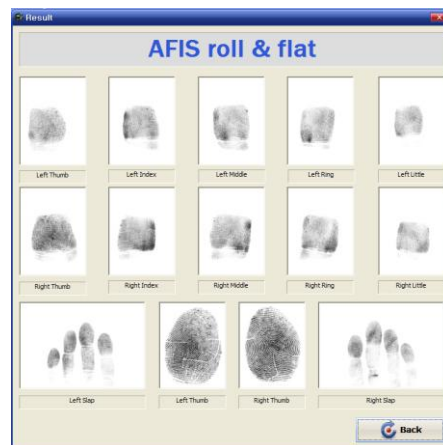 Result
AFIS roll & flat
Left Thumb Left Index Left Middle Left Ring Left Little
Right Thumb Right Index Right Middle Right Ring Right Little
Left Slap Left Thumb Right Thumb Right Slap
Back